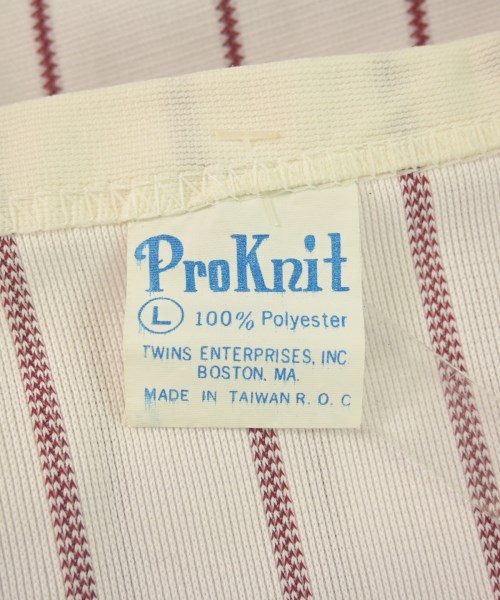 ProKnit
L 100% Polyester
TWINS ENTERPRISES, INC.
BOSTON, MA.
MADE IN TAIWAN R. O. C